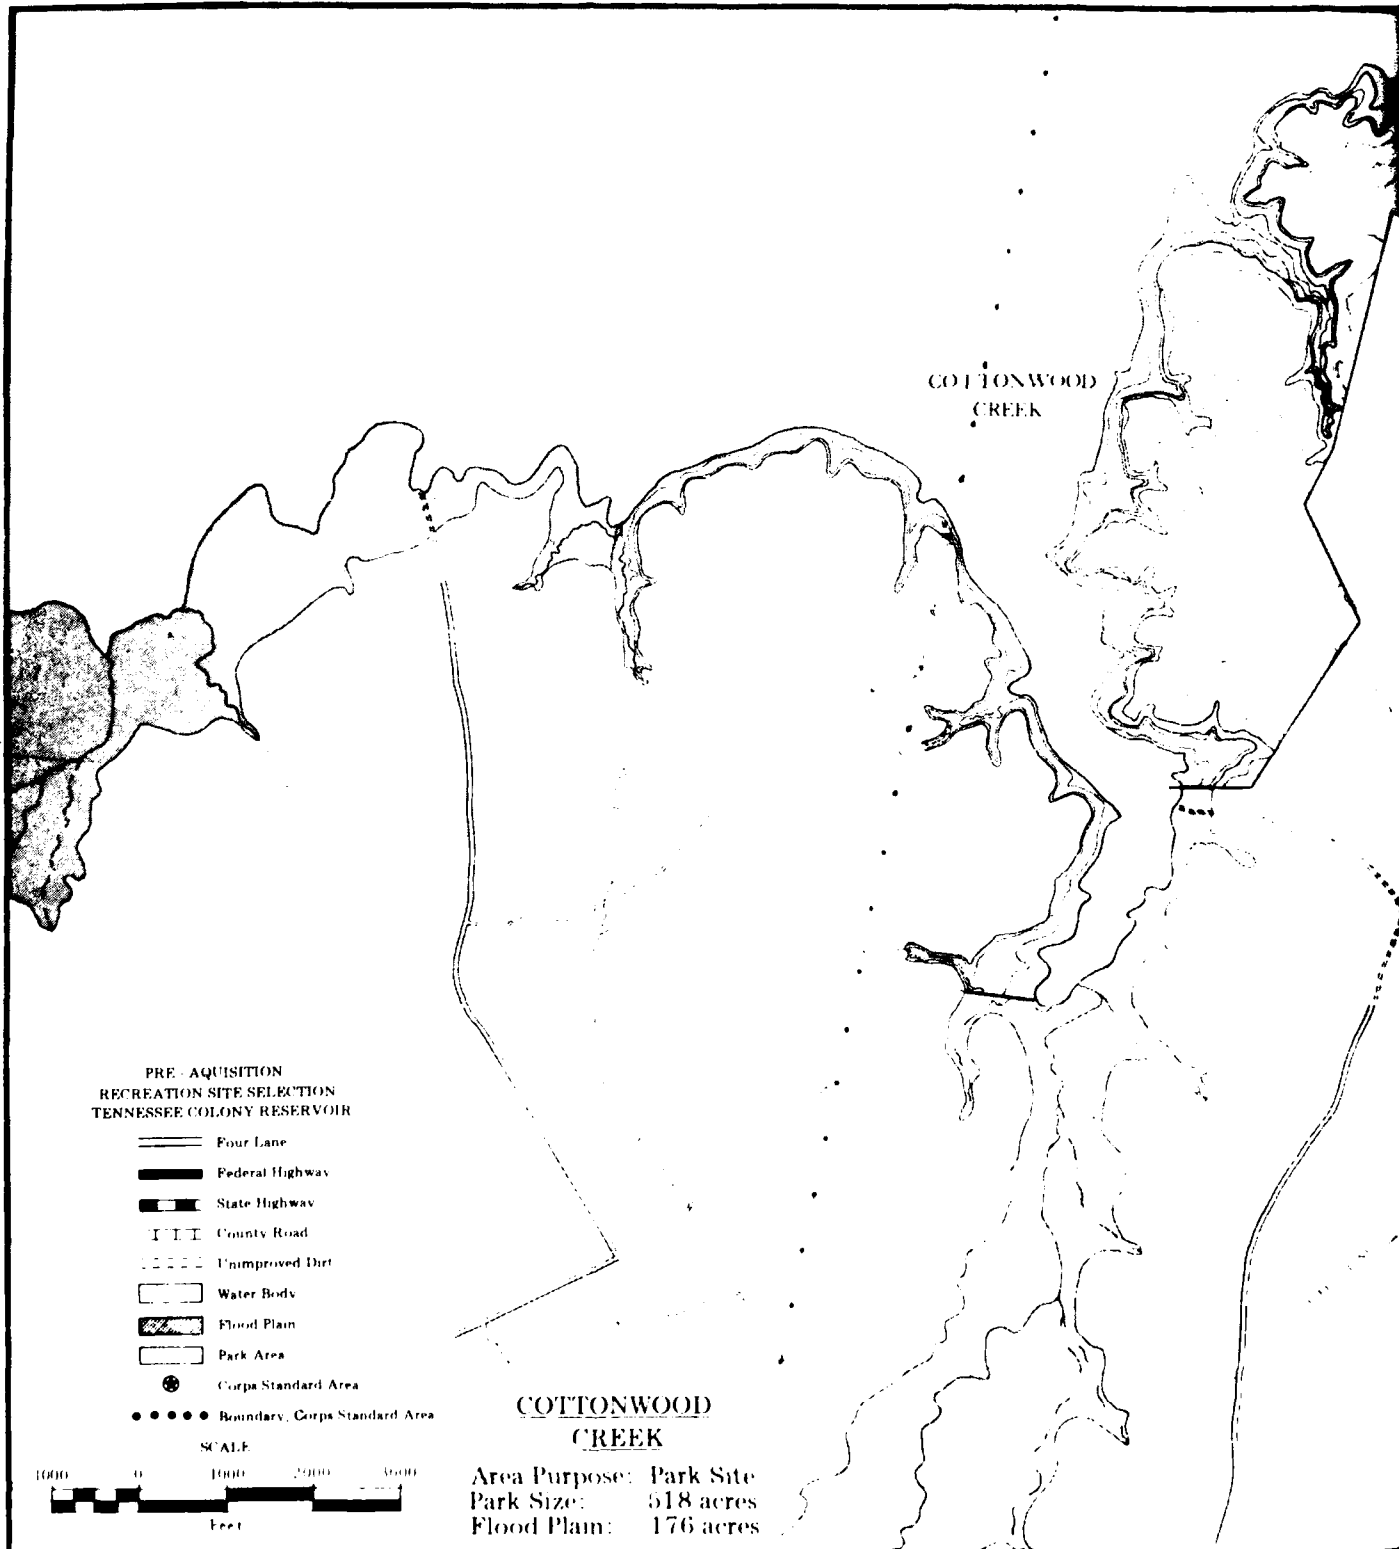 COTTONWOOD
CREEK
PRE - AQUISITION
RECREATION SITE SELECTION
TENNESSEE COLONY RESERVOIR
Four Lane
Federal Highway
State Highway
County Road
Unimproved Dirt
Water Body
Flood Plain
Park Area
Corps Standard Area
Boundary, Corps Standard Area
SCALE
1000 0 1000 2000 3000
Feet
COTTONWOOD
CREEK
Area Purpose: Park Site
Park Size: 518 acres
Flood Plain: 176 acres